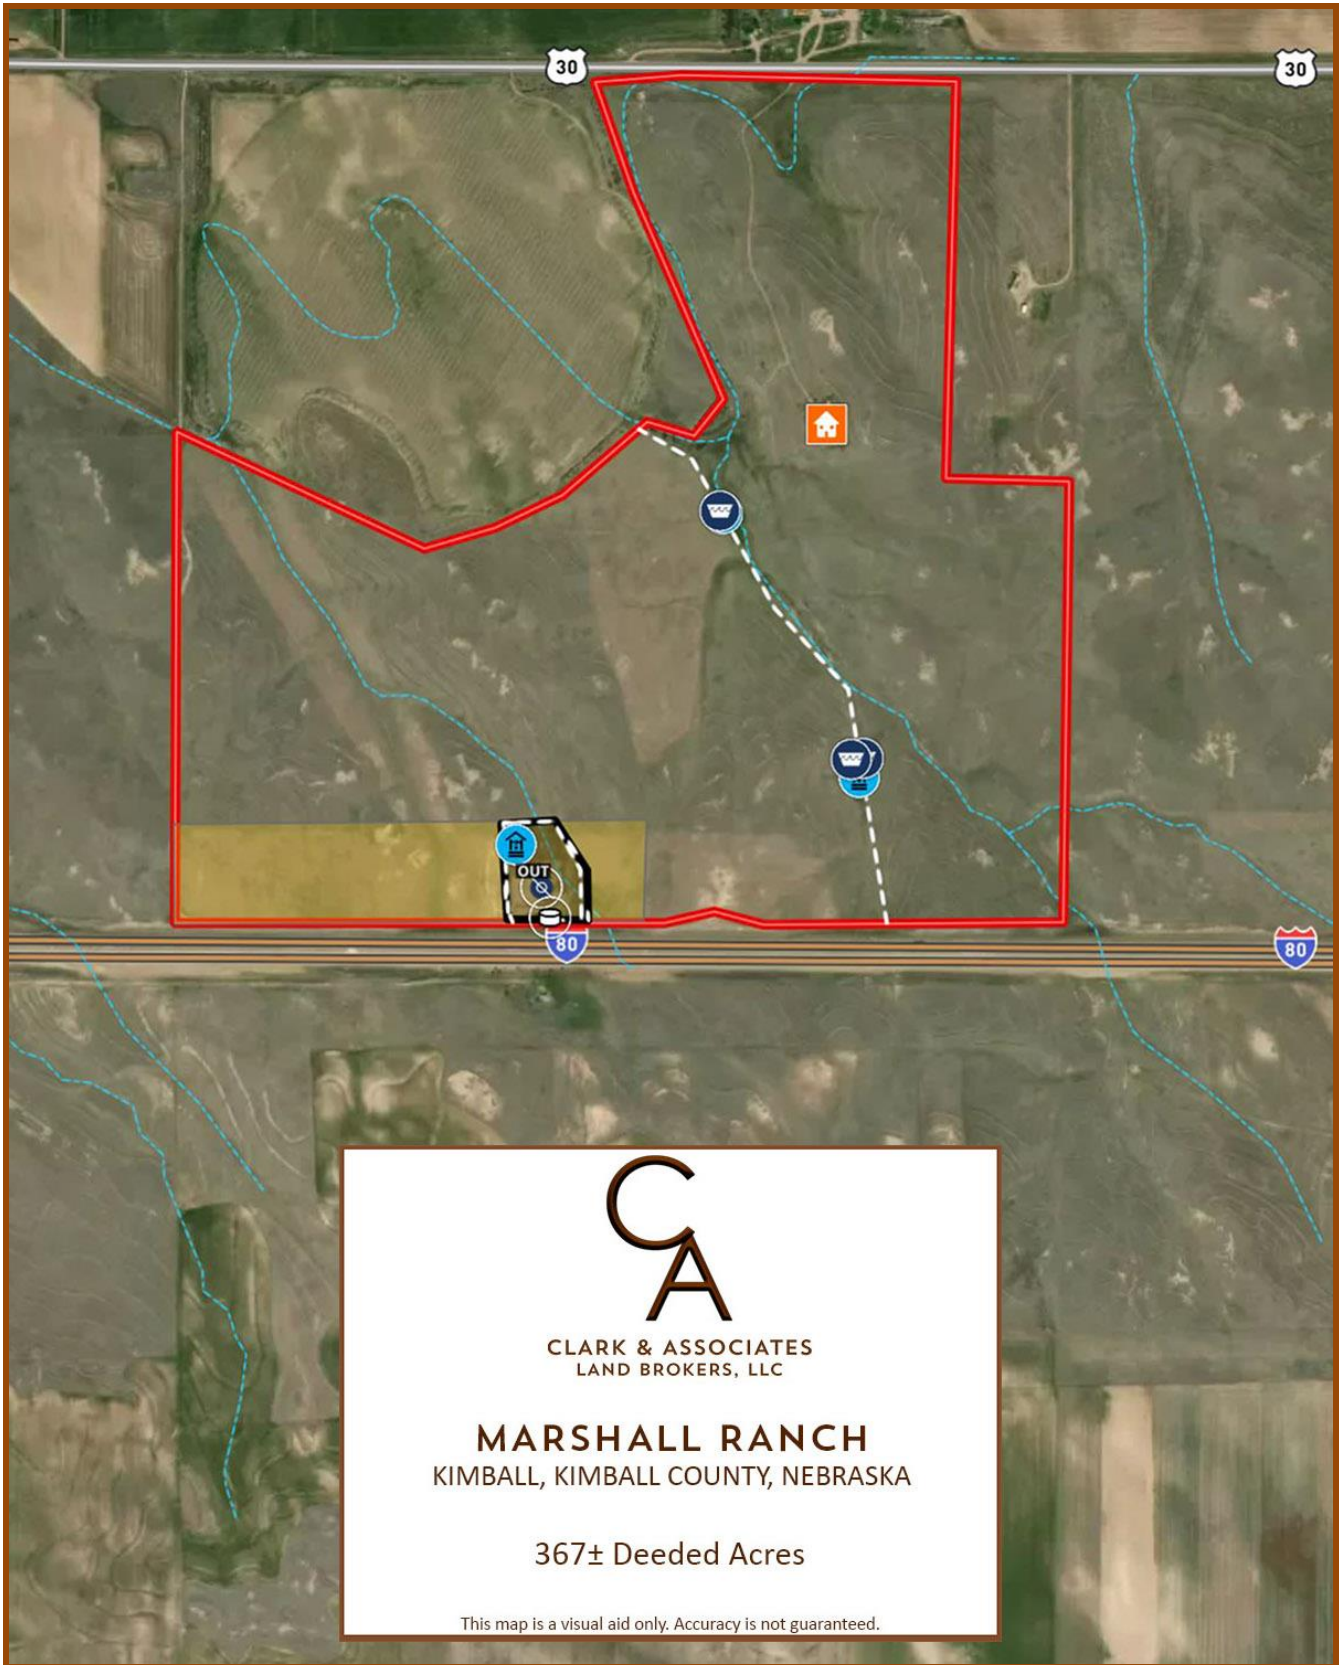 30
30
OUT
80
80
CA
CLARK & ASSOCIATES
LAND BROKERS, LLC
MARSHALL RANCH
KIMBALL, KIMBALL COUNTY, NEBRASKA
367± Deeded Acres
This map is a visual aid only. Accuracy is not guaranteed.